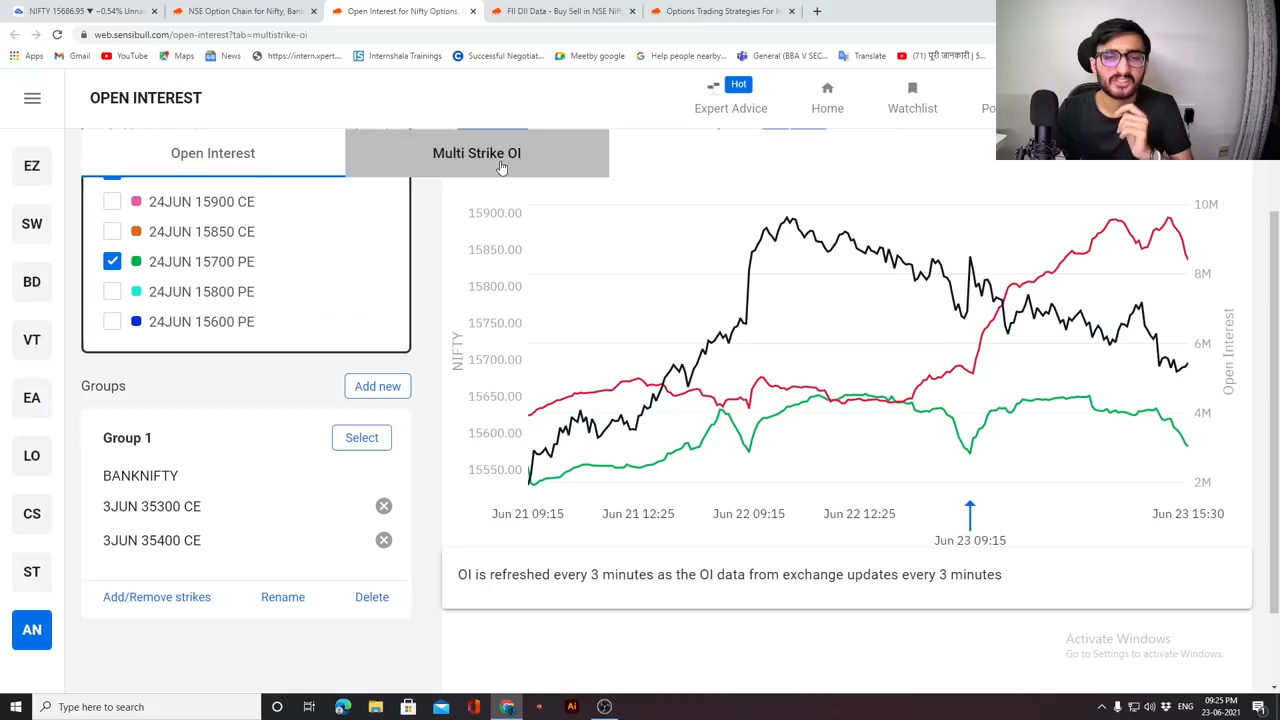 NIFTY 15686.95 ▼ −0.54% Unna
NSE Option Chain for Nifty, Bank
Open Interest for Nifty Options,
FII DII Data - Buy Sell in NSE Nif
Options Trading Strategies For In
web.sensibull.com/open-interest?tab=multistrike-oi
Apps
Gmail
YouTube
Maps
News
https://intern.xpert...
Internshala Trainings
Successful Negotiat...
Meetby google
Help people nearby...
General (BBA V SEC...
Translate
(71) पूरी जानकारी | S...
OPEN INTEREST
Hot
Expert Advice
Home
Watchlist
Po
Open Interest
Multi Strike OI
EZ
SW
BD
VT
EA
LO
CS
ST
AN
24JUN 15900 CE
24JUN 15850 CE
24JUN 15700 PE
24JUN 15800 PE
24JUN 15600 PE
Groups
Add new
Group 1
Select
BANKNIFTY
3JUN 35300 CE
3JUN 35400 CE
Add/Remove strikes
Rename
Delete
NIFTY
15900.00
15850.00
15800.00
15750.00
15700.00
15650.00
15600.00
15550.00
10M
8M
6M
4M
2M
Open Interest
Jun 21 09:15
Jun 21 12:25
Jun 22 09:15
Jun 22 12:25
Jun 23 09:15
Jun 23 15:30
OI is refreshed every 3 minutes as the OI data from exchange updates every 3 minutes
Activate Windows
Go to Settings to activate Windows.
Type here to search
Ai
ENG
09:25 PM
23-06-2021